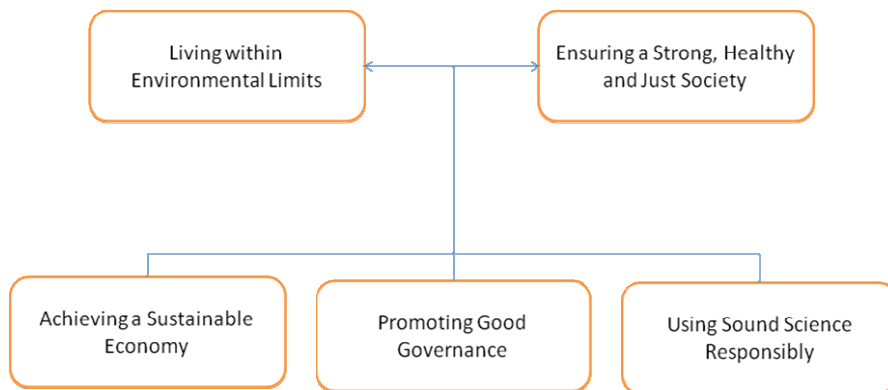 Living within
Environmental Limits
Ensuring a Strong, Healthy
and Just Society
Achieving a Sustainable
Economy
Promoting Good
Governance
Using Sound Science
Responsibly